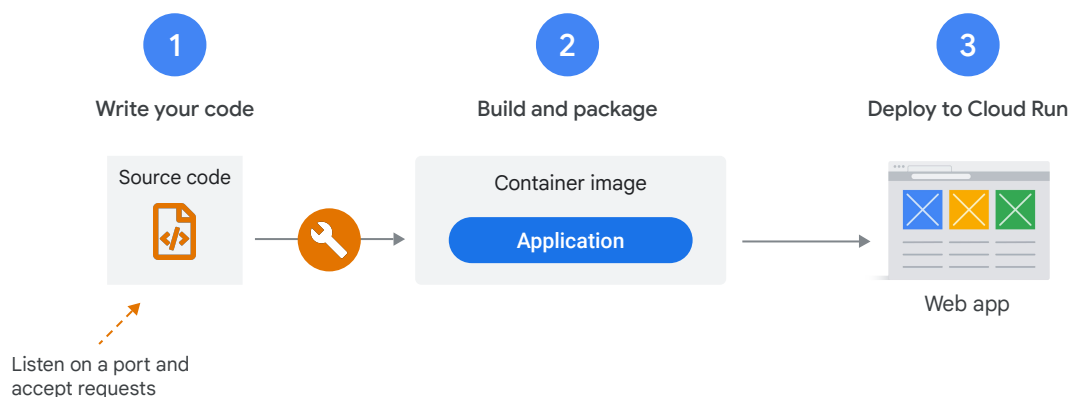 1
2
3
Write your code
Build and package
Deploy to Cloud Run
Source code
</>
Container image
Application
Web app
Listen on a port and
accept requests